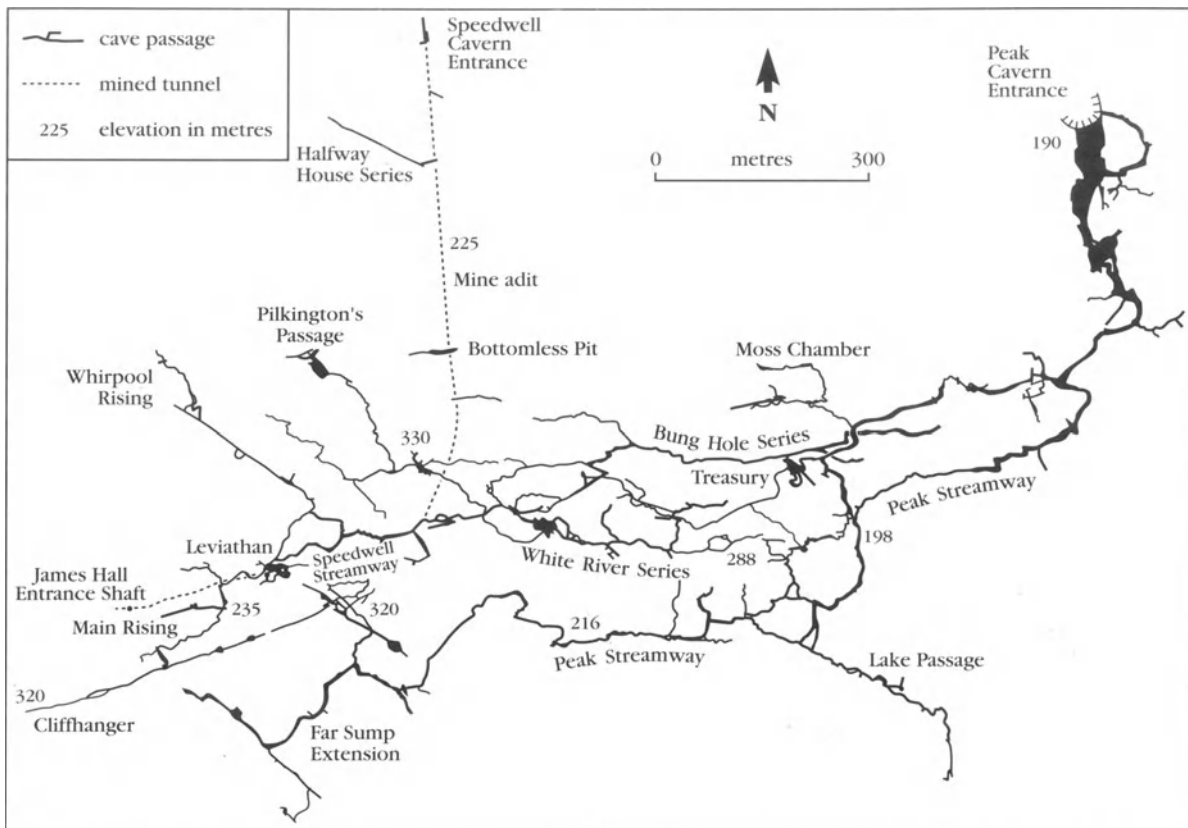 cave passage
mined tunnel
225 elevation in metres
Speedwell
Cavern
Entrance
N
0 metres 300
Peak
Cavern
Entrance
190
Halfway
House Series
225
Mine adit
Pilkington's
Passage
Bottomless Pit
Moss Chamber
Whirpool
Rising
330
Bung Hole Series
Treasury
Peak Streamway
198
Leviathan
Speedwell
Streamway
White River Series
288
James Hall
Entrance Shaft
Main Rising
235
320
216
Peak Streamway
Lake Passage
320
Cliffhanger
Far Sump
Extension